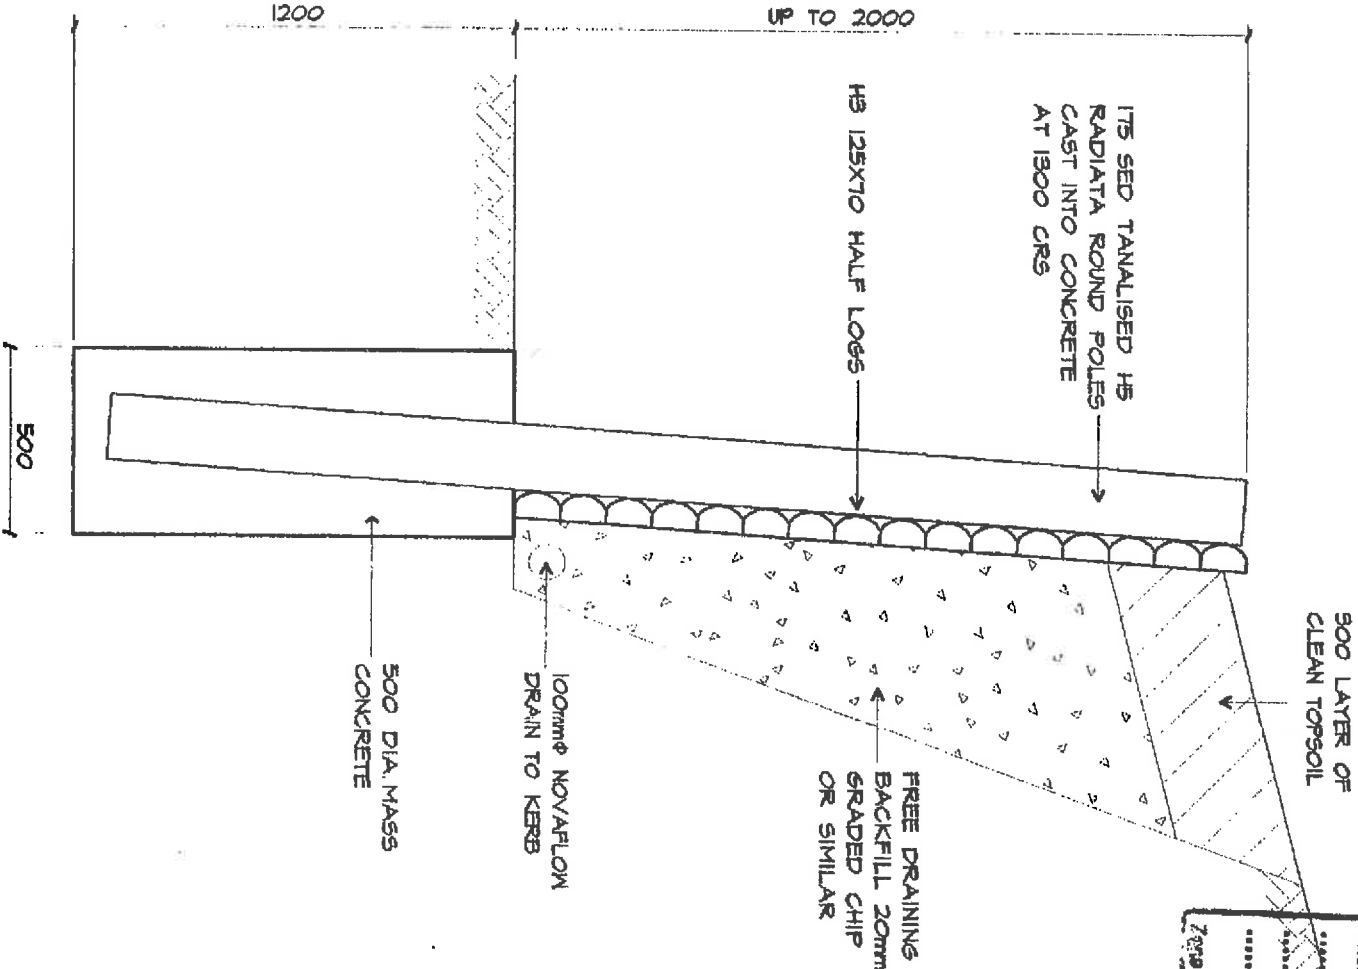 1200
UP TO 2000
175 SED TANALISED H5
RADIATA ROUND POLES
CAST INTO CONCRETE
AT 1300 CRS
H3 125X70 HALF LOGS
500
300 LAYER OF
CLEAN TOPSOIL
FREE DRAINING
BACKFILL 20mm
GRADED CHIP
OR SIMILAR
100mmϕ NOVAFLOW
DRAIN TO KERB
500 DIA. MASS
CONCRETE